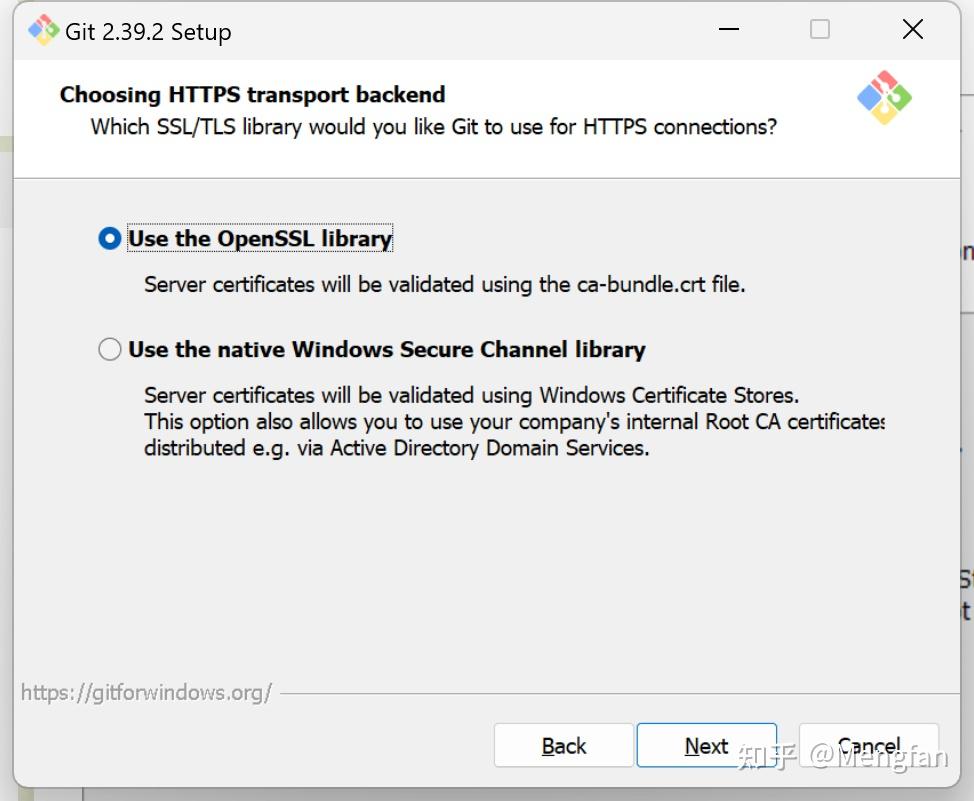 Git 2.39.2 Setup
Choosing HTTPS transport backend
Which SSL/TLS library would you like Git to use for HTTPS connections?
Use the OpenSSL library
Server certificates will be validated using the ca-bundle.crt file.
Use the native Windows Secure Channel library
Server certificates will be validated using Windows Certificate Stores.
This option also allows you to use your company's internal Root CA certificates
distributed e.g. via Active Directory Domain Services.
https://gitforwindows.org/
Back Next Cancel
知乎 @Mengfan